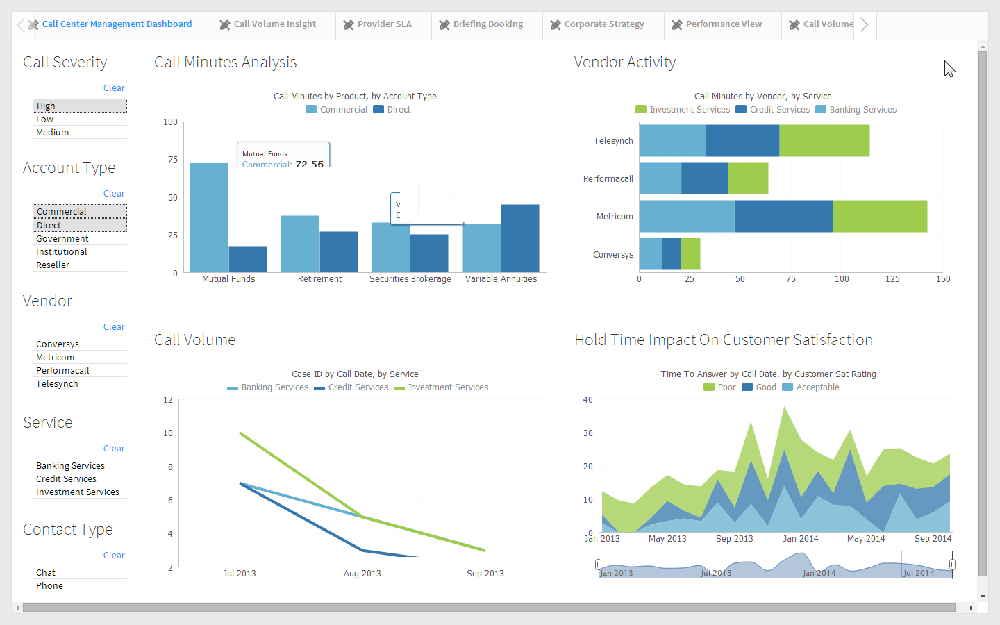 Call Center Management Dashboard
Call Volume Insight
Provider SLA
Briefing Booking
Corporate Strategy
Performance View
Call Volume
Call Severity
Clear
High
Low
Medium
Account Type
Clear
Commercial
Direct
Government
Institutional
Reseller
Vendor
Clear
Conversys
Metricom
Performacall
Telesynch
Service
Clear
Banking Services
Credit Services
Investment Services
Contact Type
Clear
Chat
Phone
Call Minutes Analysis
Call Minutes by Product, by Account Type
Commercial Direct
100
75
50
25
0
Mutual Funds
Commercial: 72.56
Mutual Funds Retirement Securities Brokerage Variable Annuities
Vendor Activity
Call Minutes by Vendor, by Service
Investment Services Credit Services Banking Services
Telesynch
Performacall
Metricom
Conversys
0 25 50 75 100 125 150
Call Volume
Case ID by Call Date, by Service
Banking Services Credit Services Investment Services
12
10
8
6
4
2
Jul 2013 Aug 2013 Sep 2013
Hold Time Impact On Customer Satisfaction
Time To Answer by Call Date, by Customer Sat Rating
Poor Good Acceptable
40
30
20
10
0
Jan 2013 May 2013 Sep 2013 Jan 2014 May 2014 Sep 2014
Jan 2013 Jul 2013 Jan 2014 Jul 2014